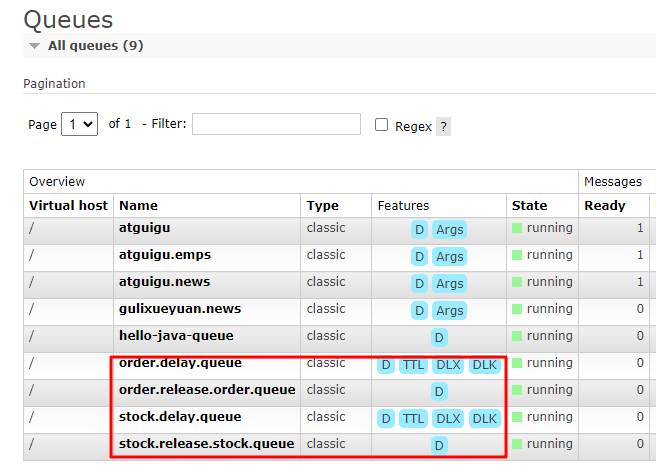 Queues
All queues (9)
Pagination
Page 1 of 1 - Filter: Regex ?
Overview Messages
Virtual host Name Type Features State Ready
/ atguigu classic D Args running 1
/ atguigu.emps classic D Args running 1
/ atguigu.news classic D Args running 1
/ gulixueyuan.news classic D Args running 0
/ hello-java-queue classic D running 0
/ order.delay.queue classic D TTL DLX DLK running 0
/ order.release.order.queue classic D running 0
/ stock.delay.queue classic D TTL DLX DLK running 0
/ stock.release.stock.queue classic D running 0